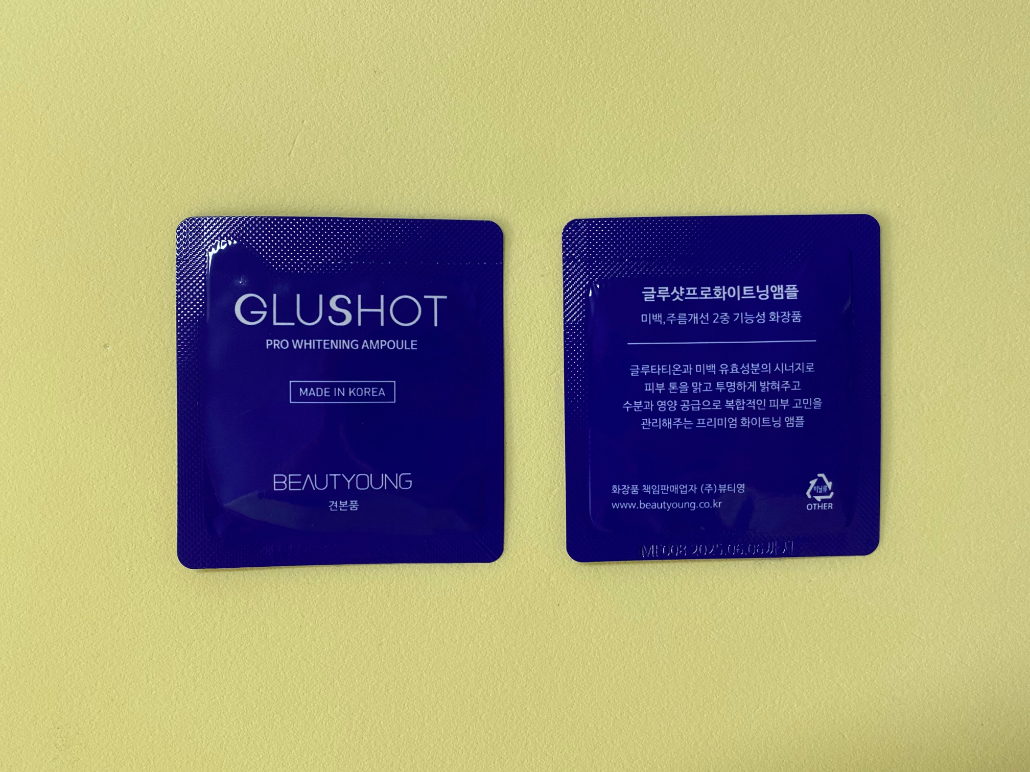 GLUSHOT
PRO WHITENING AMPOULE
MADE IN KOREA
BEAUTYOUNG
견본품
글루샷프로화이트닝앰플
미백,주름개선 2중 기능성 화장품
글루타티온과 미백 유효성분의 시너지로
피부 톤을 맑고 투명하게 밝혀주고
수분과 영양 공급으로 복합적인 피부 고민을
관리해주는 프리미엄 화이트닝 앰플
화장품 책임판매업자 (주)뷰티영
www.beautyoung.co.kr
OTHER
2025.06.06까지